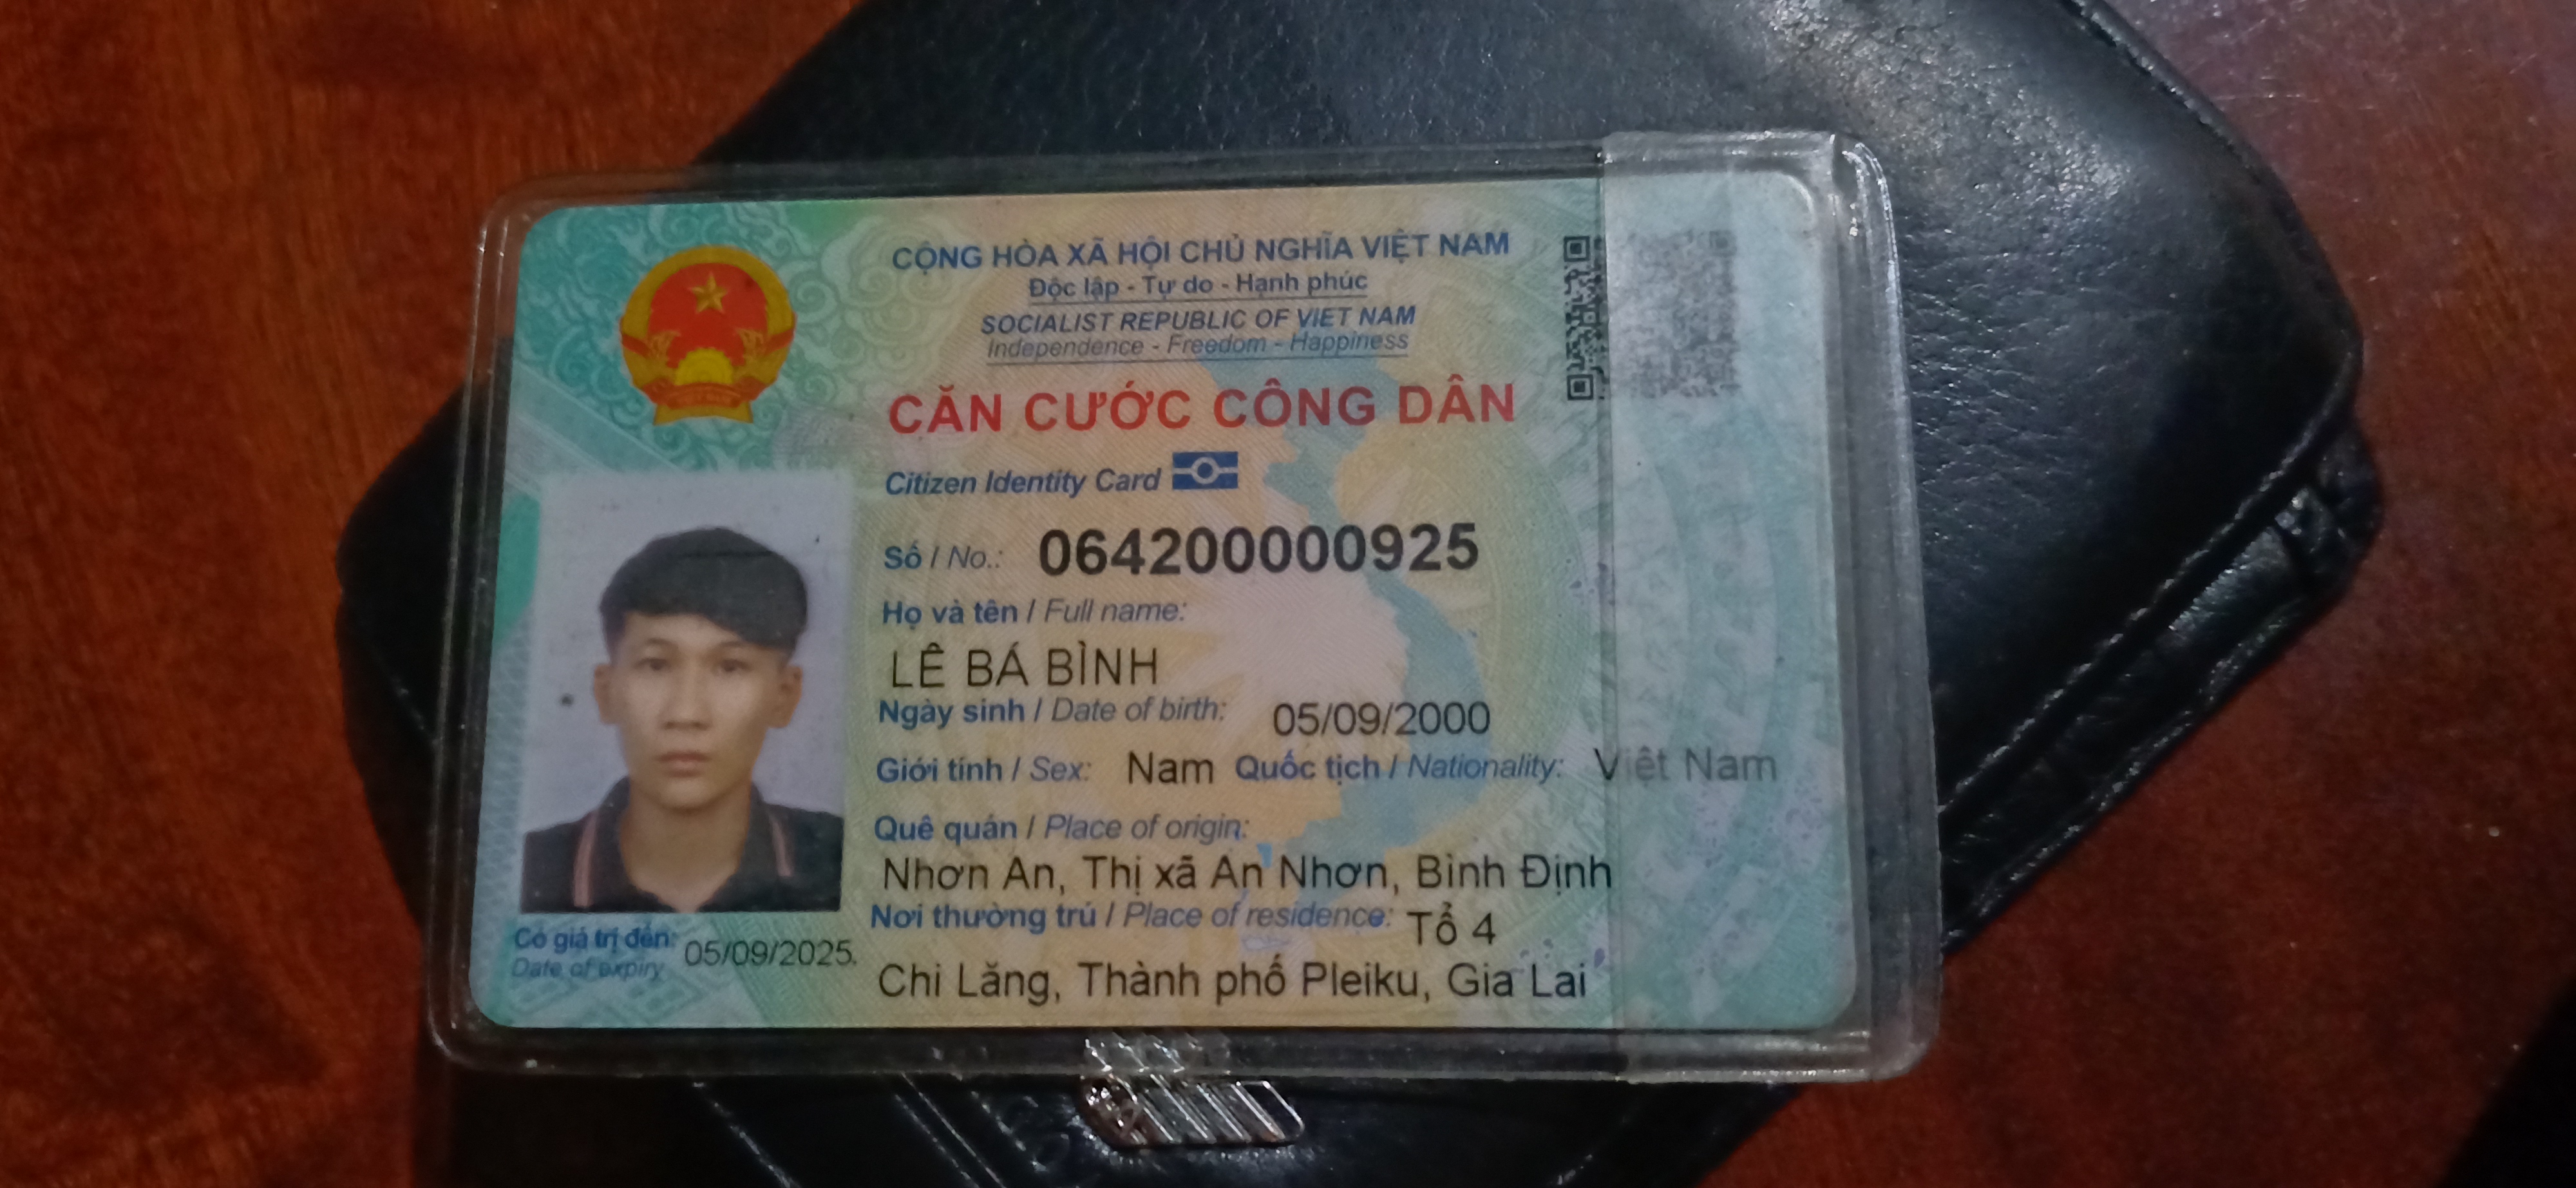 CỘNG HÒA XÃ HỘI CHỦ NGHĨA VIỆT NAM
Độc lập - Tự do - Hạnh phúc
SOCIALIST REPUBLIC OF VIET NAM
Independence - Freedom - Happiness
CĂN CƯỚC CÔNG DÂN
Citizen Identity Card
Số / No.: 064200000925
Họ và tên / Full name:
LÊ BÁ BÌNH
Ngày sinh / Date of birth: 05/09/2000
Giới tính / Sex: Nam Quốc tịch / Nationality: Việt Nam
Quê quán / Place of origin:
Nhơn An, Thị xã An Nhơn, Bình Định
Nơi thường trú / Place of residence: Tổ 4
Chi Lăng, Thành phố Pleiku, Gia Lai
Có giá trị đến: 05/09/2025
Date of expiry